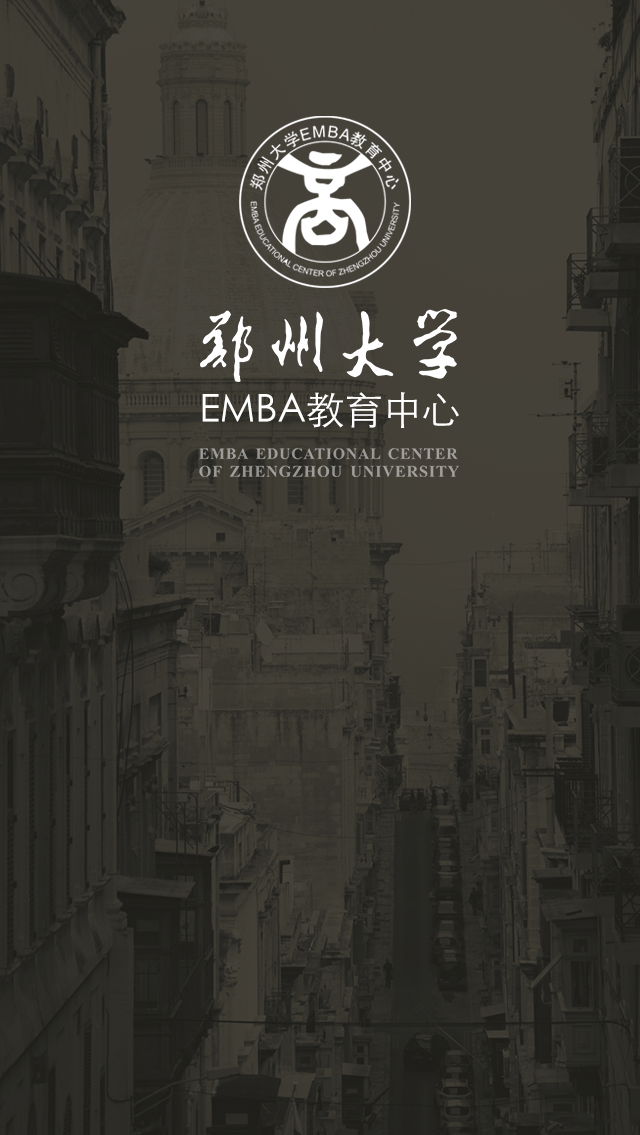 郑州大学EMBA教育中心
EMBA EDUCATIONAL CENTER OF ZHENGZHOU UNIVERSITY
郑州大学
EMBA教育中心
EMBA EDUCATIONAL CENTER
OF ZHENGZHOU UNIVERSITY